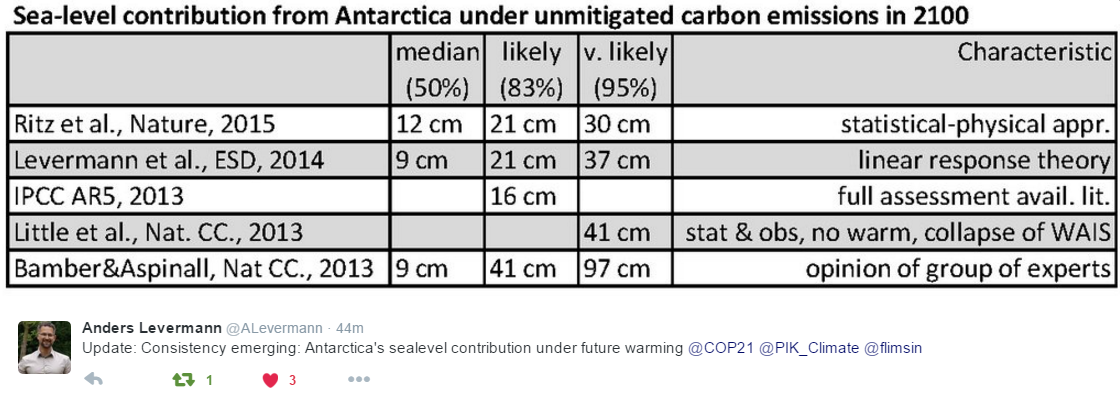 Sea-level contribution from Antarctica under unmitigated carbon emissions in 2100
median likely v. likely Characteristic
(50%) (83%) (95%)
Ritz et al., Nature, 2015 12 cm 21 cm 30 cm statistical-physical appr.
Levermann et al., ESD, 2014 9 cm 21 cm 37 cm linear response theory
IPCC AR5, 2013 16 cm full assessment avail. lit.
Little et al., Nat. CC., 2013 41 cm stat & obs, no warm, collapse of WAIS
Bamber&Aspinall, Nat CC., 2013 9 cm 41 cm 97 cm opinion of group of experts
Anders Levermann @ALevermann · 44m
Update: Consistency emerging: Antarctica's sealevel contribution under future warming @COP21 @PIK_Climate @flimsin
1 3